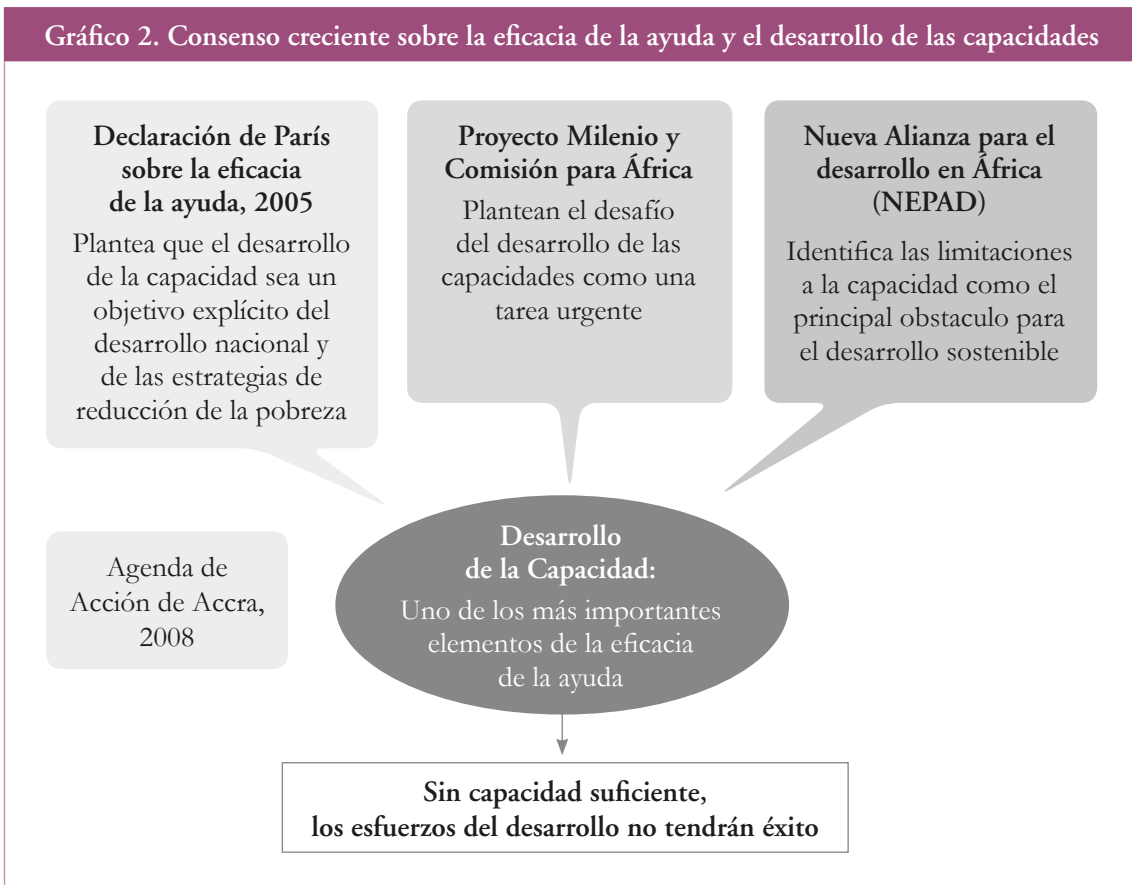 Gráfico 2. Consenso creciente sobre la eficacia de la ayuda y el desarrollo de las capacidades
Declaración de París
sobre la eficacia
de la ayuda, 2005
Plantea que el desarrollo
de la capacidad sea un
objetivo explícito del
desarrollo nacional y
de las estrategias de
reducción de la pobreza
Proyecto Milenio y
Comisión para África
Plantean el desafío
del desarrollo de las
capacidades como una
tarea urgente
Nueva Alianza para el
desarrollo en África
(NEPAD)
Identifica las limitaciones
a la capacidad como el
principal obstaculo para
el desarrollo sostenible
Agenda de
Acción de Accra,
2008
Desarrollo
de la Capacidad:
Uno de los más importantes
elementos de la eficacia
de la ayuda
Sin capacidad suficiente,
los esfuerzos del desarrollo no tendrán éxito